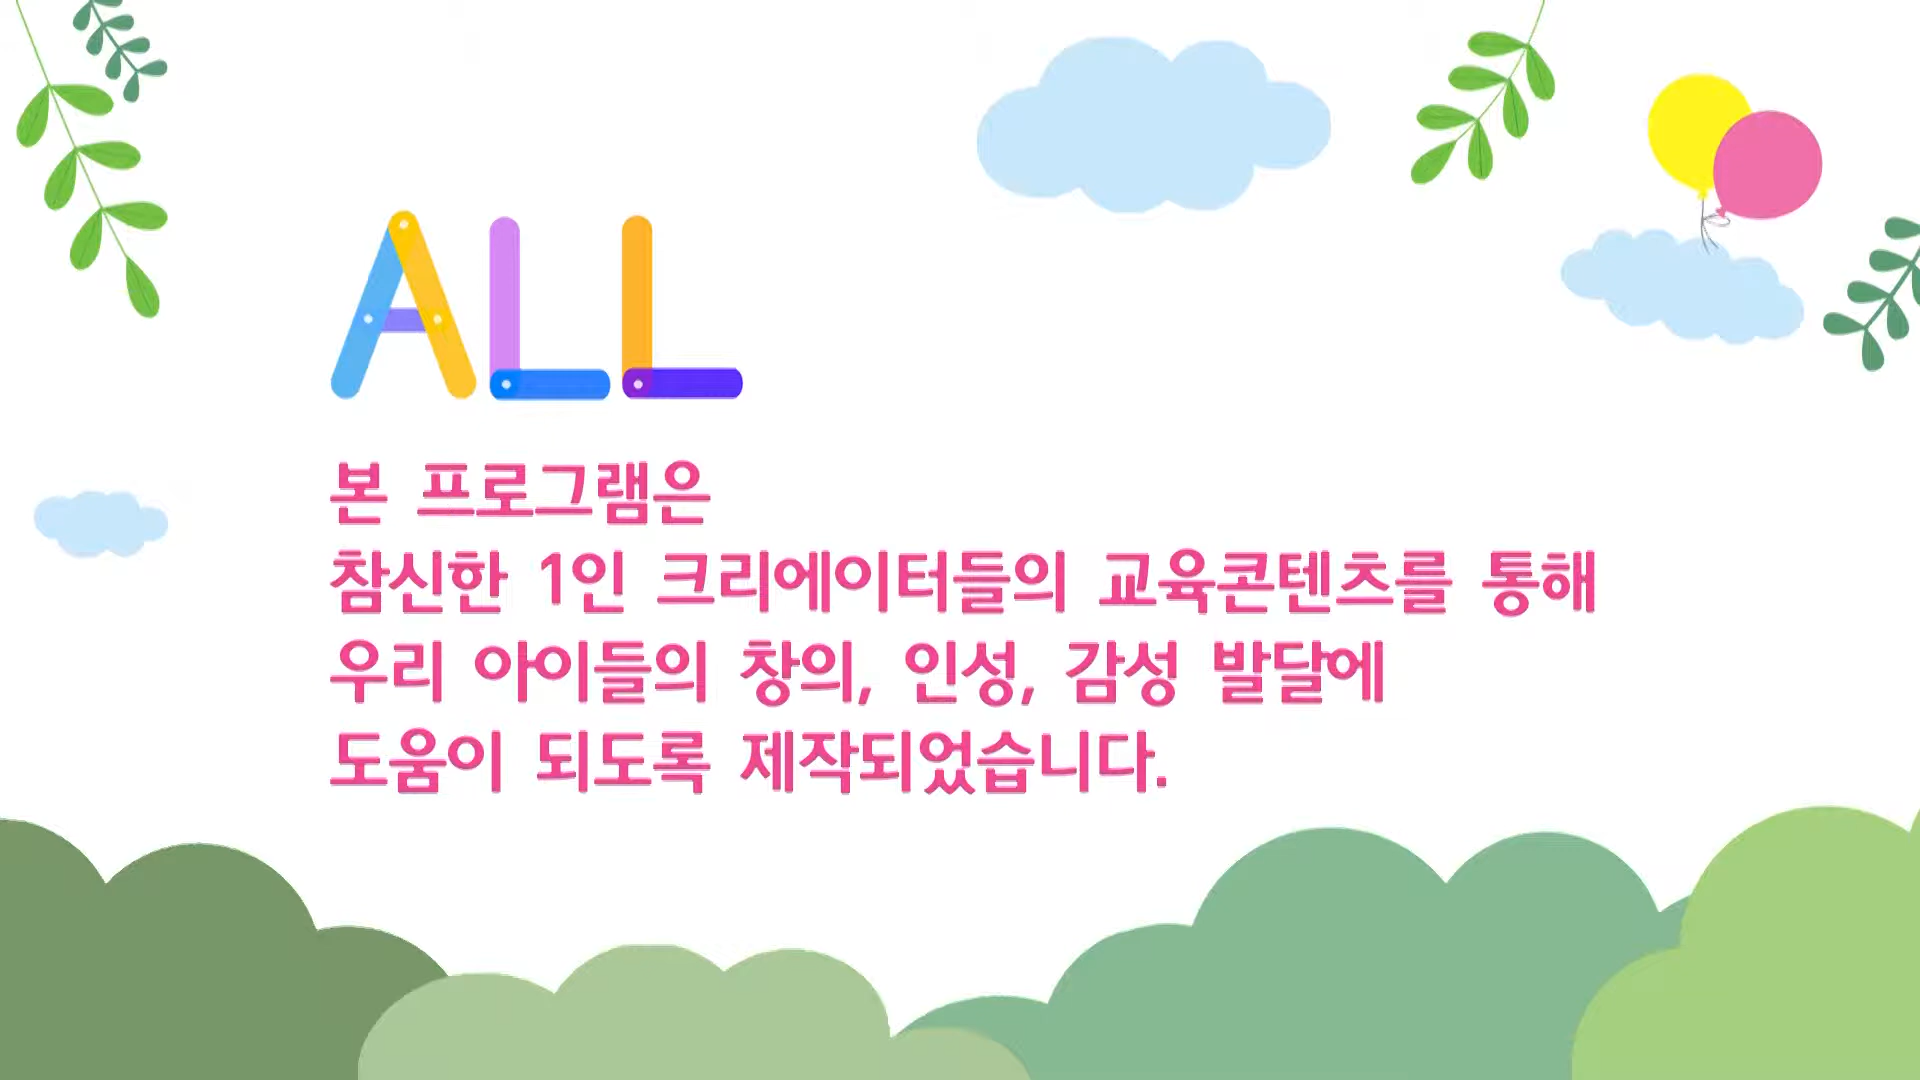 ALL
본 프로그램은
참신한 1인 크리에이터들의 교육콘텐츠를 통해
우리 아이들의 창의, 인성, 감성 발달에
도움이 되도록 제작되었습니다.